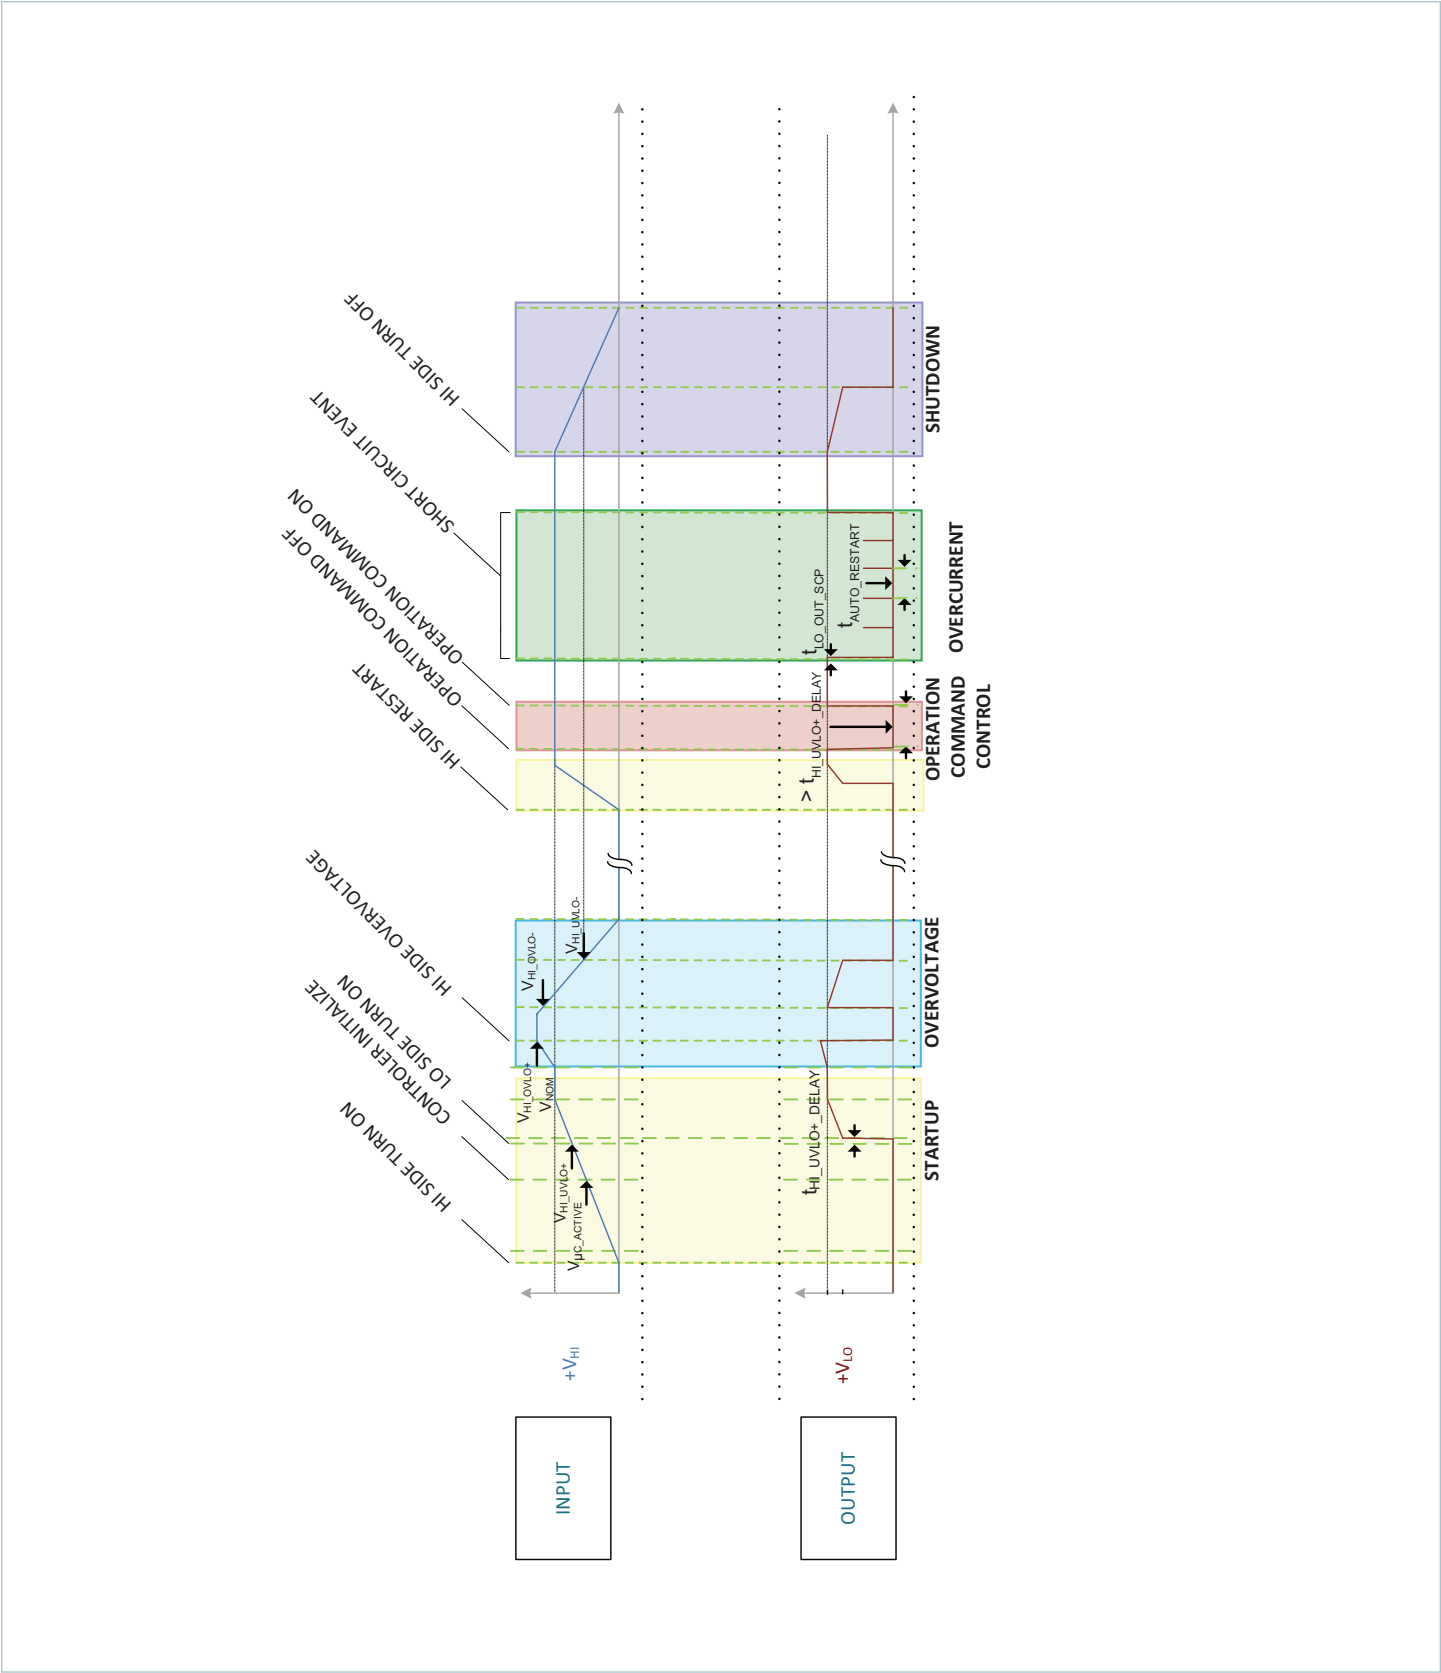 HI SIDE TURN ON
CONTROLER INITIALIZE
LO SIDE TURN ON
HI SIDE OVERVOLTAGE
HI SIDE RESTART
OPERATION COMMAND OFF
OPERATION COMMAND ON
SHORT CIRCUIT EVENT
HI SIDE TURN OFF
INPUT
+VHI
VµC_ACTIVE
VHI_UVLO+
VHI_OVLO+
VNOM
VHI_OVLO-
VHI_UVLO-
OUTPUT
+VLO
tHI_UVLO+_DELAY
> tHI_UVLO+_DELAY
tLO_OUT_SCP
tAUTO_RESTART
STARTUP
OVERVOLTAGE
OPERATION
COMMAND
CONTROL
OVERCURRENT
SHUTDOWN